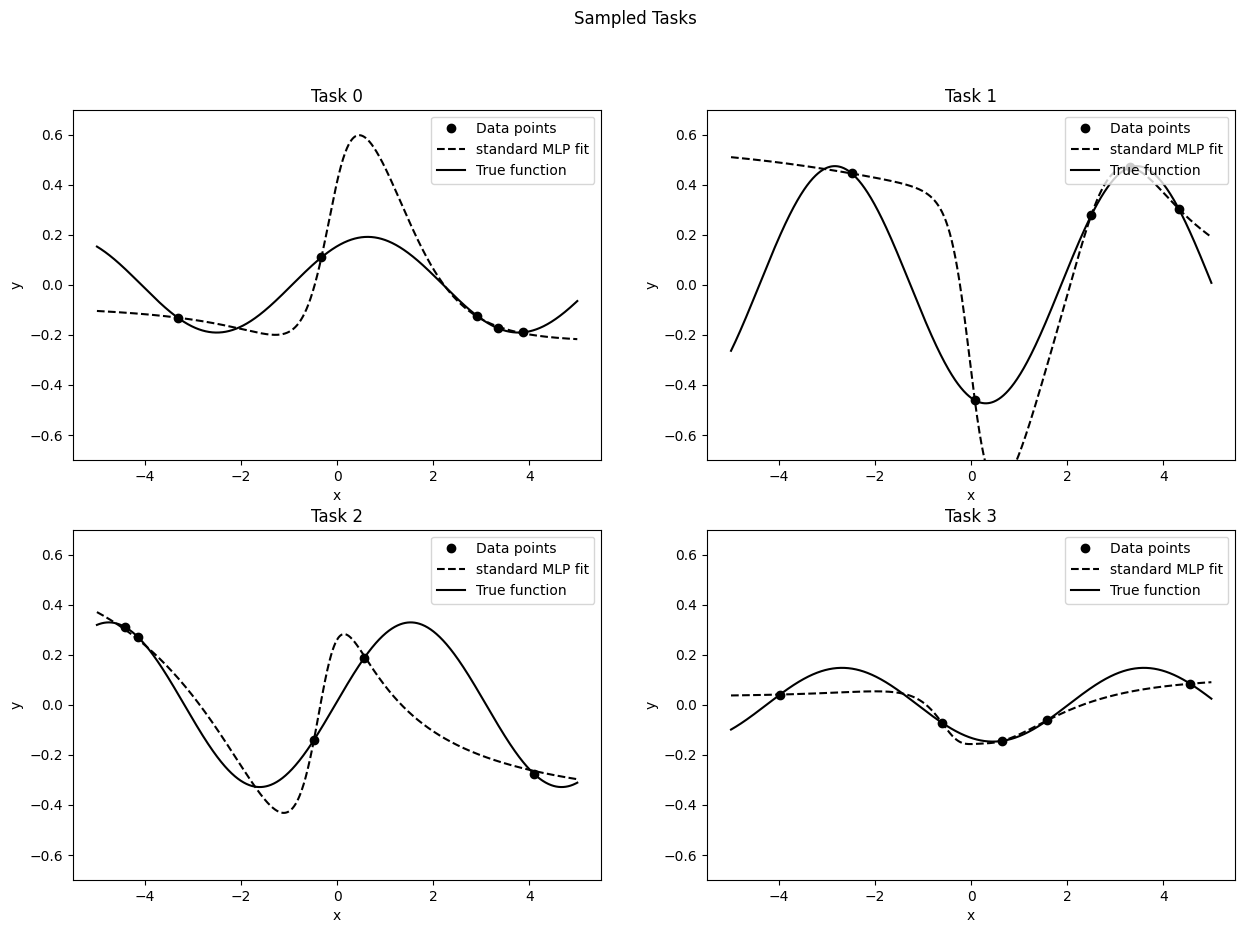 Sampled Tasks
Task 0
0.6
0.4
0.2
0.0
−0.2
−0.4
−0.6
y
−4
−2
0
2
4
x
Data points
standard MLP fit
True function
Task 1
0.6
0.4
0.2
0.0
−0.2
−0.4
−0.6
y
−4
−2
0
2
4
x
Data points
standard MLP fit
True function
Task 2
0.6
0.4
0.2
0.0
−0.2
−0.4
−0.6
y
−4
−2
0
2
4
x
Data points
standard MLP fit
True function
Task 3
0.6
0.4
0.2
0.0
−0.2
−0.4
−0.6
y
−4
−2
0
2
4
x
Data points
standard MLP fit
True function